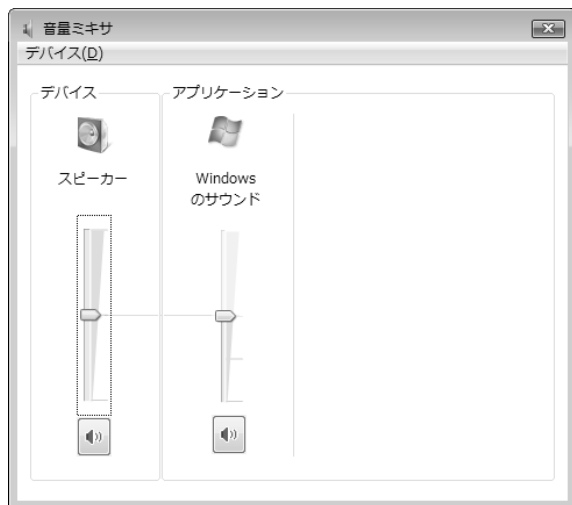 音量ミキサ
デバイス(D)
デバイス
アプリケーション
スピーカー
Windows
のサウンド